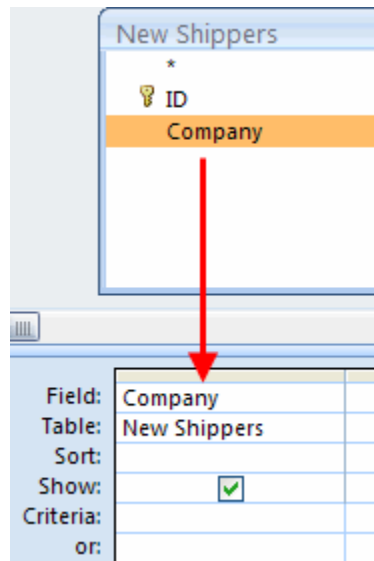 New Shippers
*
ID
Company
Field: Company
Table: New Shippers
Sort:
Show:
Criteria:
or: